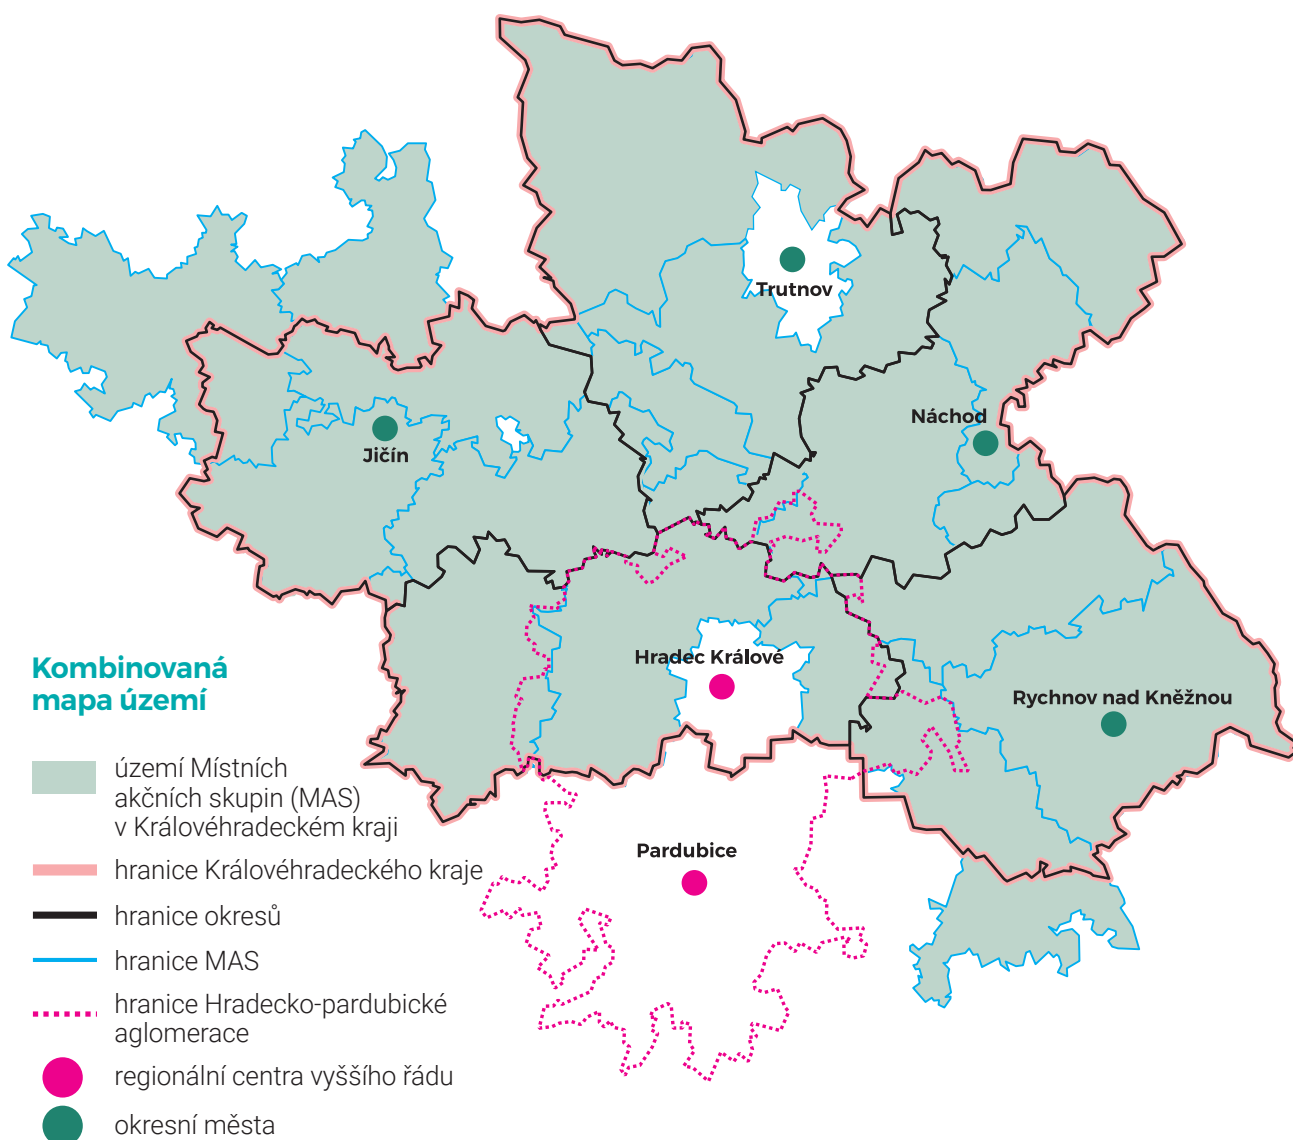 Trutnov
Náchod
Jičín
Hradec Králové
Rychnov nad Kněžnou
Pardubice
Kombinovaná
mapa území
území Místních
akčních skupin (MAS)
v Královéhradeckém kraji
hranice Královéhradeckého kraje
hranice okresů
hranice MAS
hranice Hradecko-pardubické
aglomerace
regionální centra vyššího řádu
okresní města